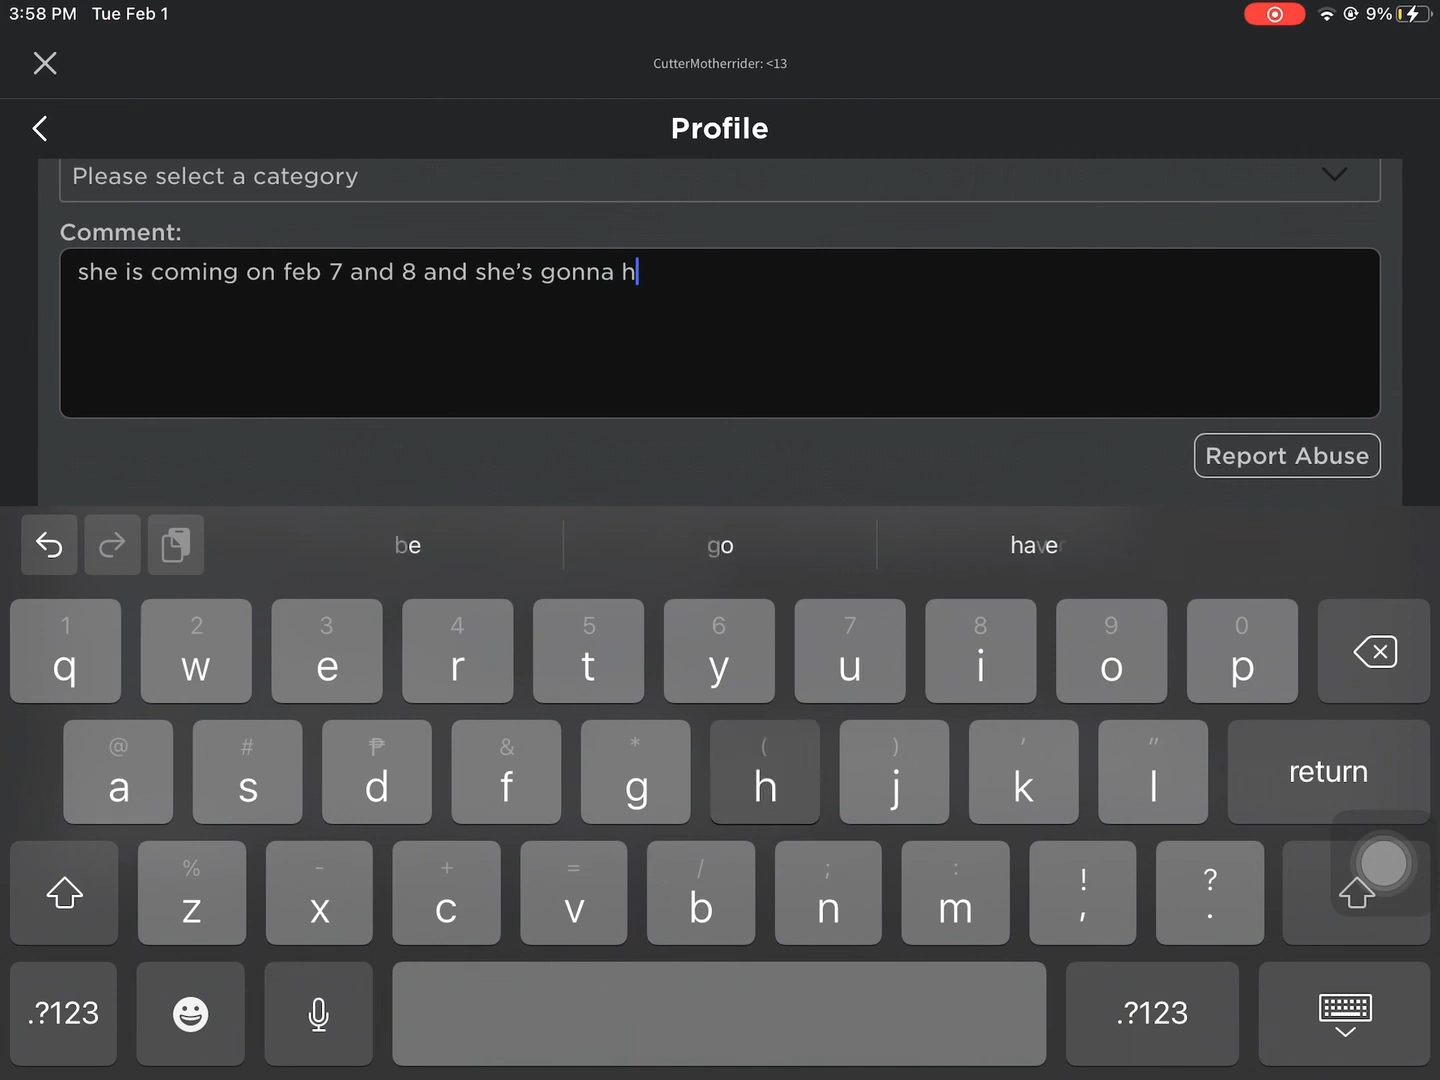 3:58 PM Tue Feb 1 9%
CutterMotherrider: <13
Profile
Please select a category
Comment:
she is coming on feb 7 and 8 and she's gonna h
Report Abuse
be go have
1 2 3 4 5 6 7 8 9 0
q w e r t y u i o p
@ # ₱ & * ( ) ' "
a s d f g h j k l return
% - + = / ; : ! ?
z x c v b n m , .
.?123 .?123